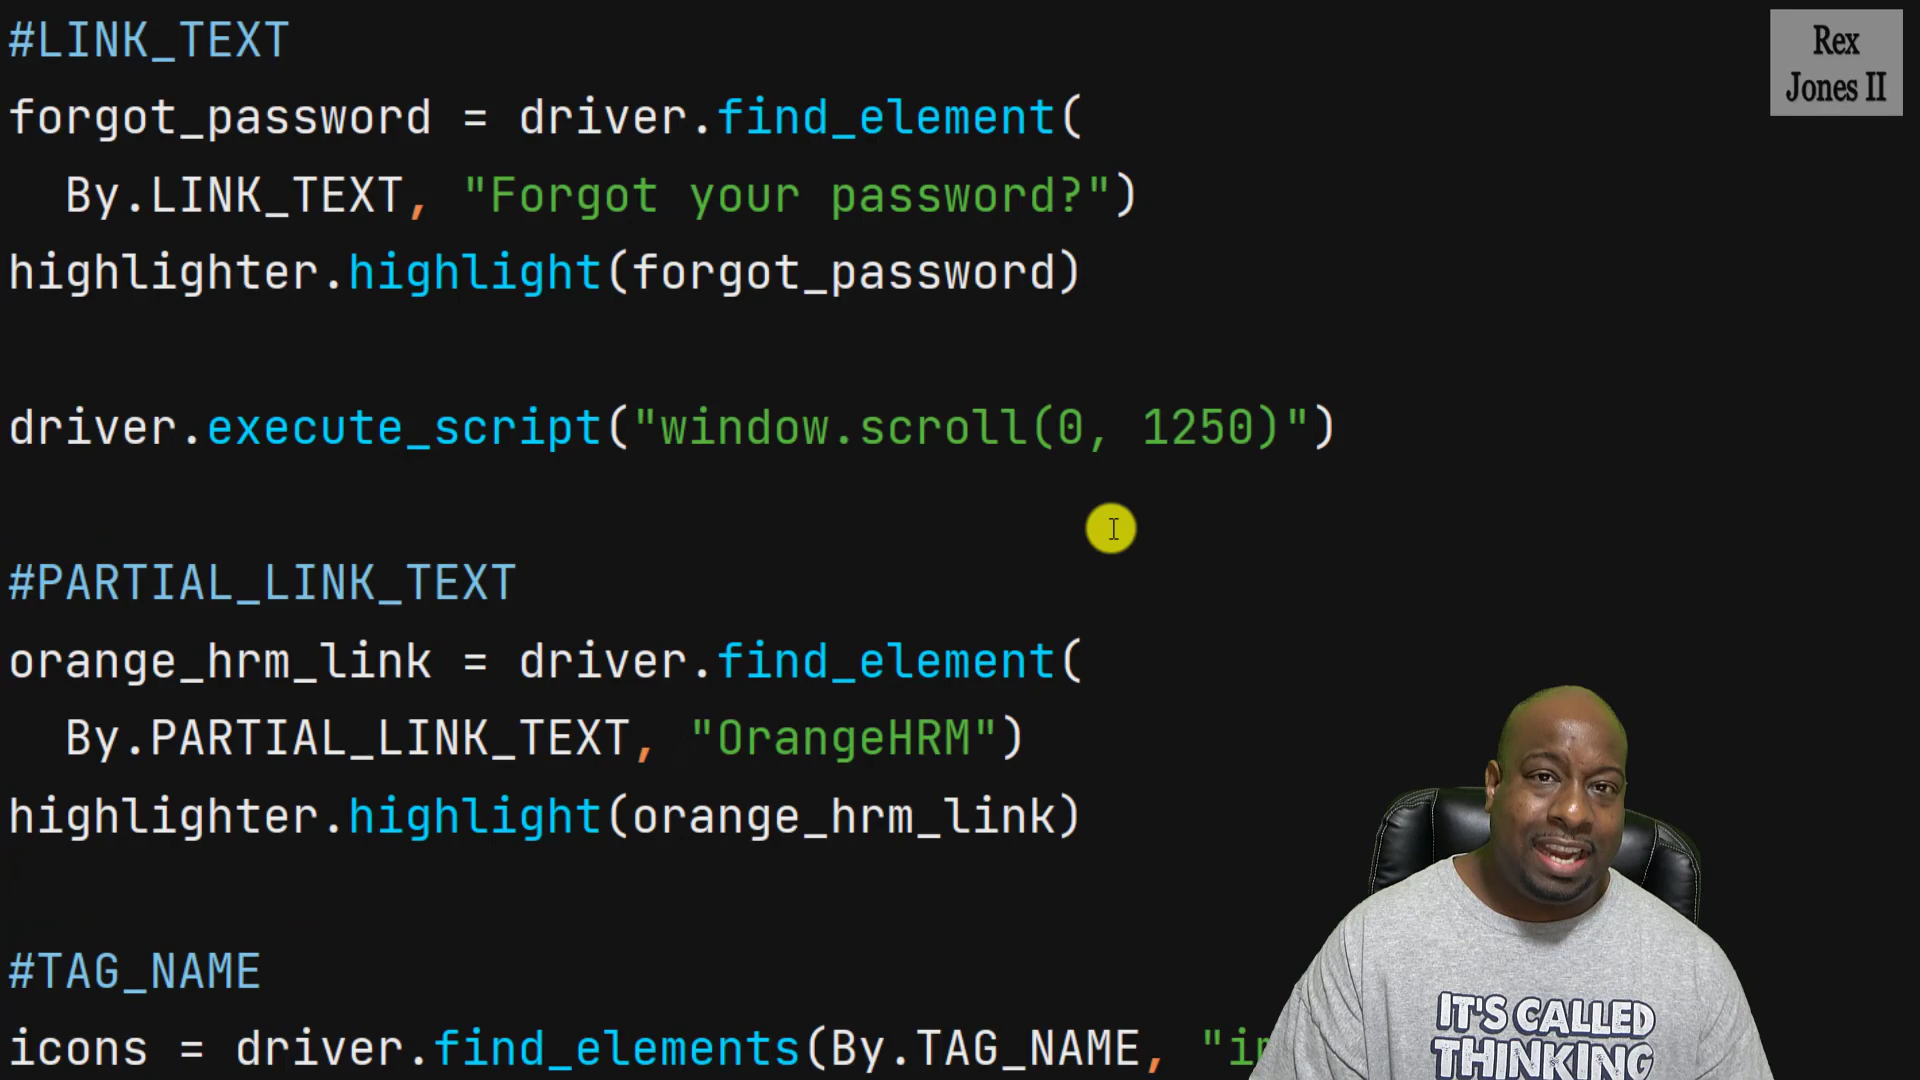 #LINK_TEXT
Rex
Jones II
forgot_password = driver.find_element(
By.LINK_TEXT, "Forgot your password?")
highlighter.highlight(forgot_password)
driver.execute_script("window.scroll(0, 1250)")
#PARTIAL_LINK_TEXT
orange_hrm_link = driver.find_element(
By.PARTIAL_LINK_TEXT, "OrangeHRM")
highlighter.highlight(orange_hrm_link)
#TAG_NAME
icons = driver.find_elements(By.TAG_NAME,
IT'S CALLED
THINKING